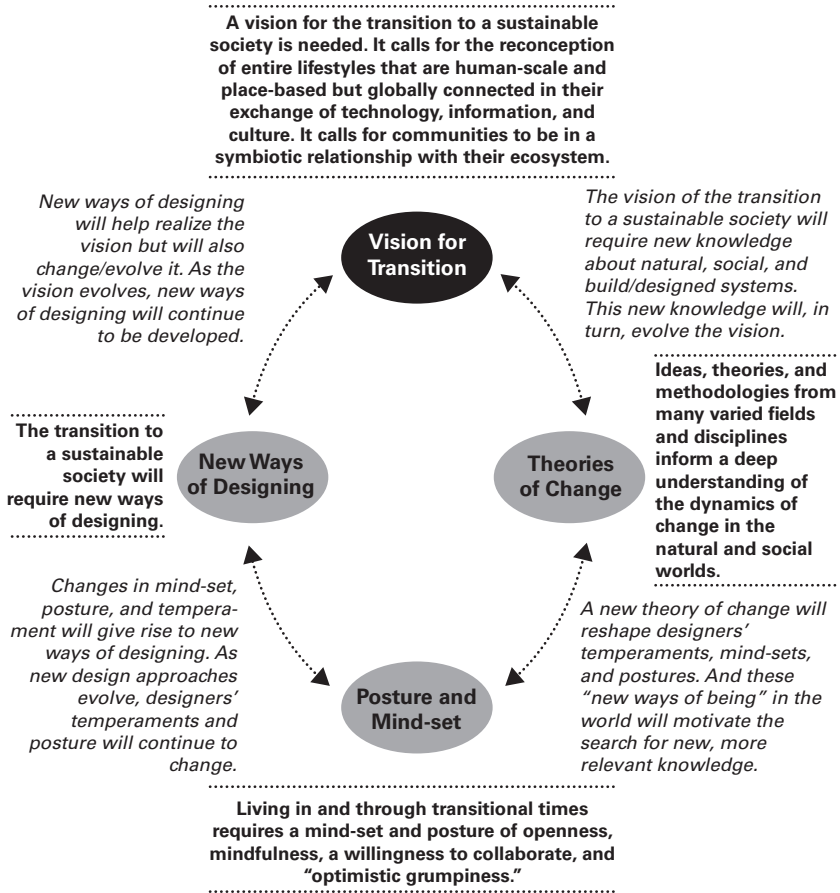 A vision for the transition to a sustainable
society is needed. It calls for the reconception
of entire lifestyles that are human-scale and
place-based but globally connected in their
exchange of technology, information, and
culture. It calls for communities to be in a
symbiotic relationship with their ecosystem.
New ways of designing
will help realize the
vision but will also
change/evolve it. As the
vision evolves, new ways
of designing will continue
to be developed.
Vision for
Transition
The vision of the transition
to a sustainable society will
require new knowledge
about natural, social, and
build/designed systems.
This new knowledge will, in
turn, evolve the vision.
The transition to
a sustainable
society will
require new ways
of designing.
New Ways
of Designing
Theories
of Change
Ideas, theories, and
methodologies from
many varied fields
and disciplines
inform a deep
understanding of
the dynamics of
change in the
natural and social
worlds.
Changes in mind-set,
posture, and tempera-
ment will give rise to new
ways of designing. As
new design approaches
evolve, designers'
temperaments and
posture will continue to
change.
Posture and
Mind-set
A new theory of change will
reshape designers'
temperaments, mind-sets,
and postures. And these
“new ways of being” in the
world will motivate the
search for new, more
relevant knowledge.
Living in and through transitional times
requires a mind-set and posture of openness,
mindfulness, a willingness to collaborate, and
“optimistic grumpiness.”